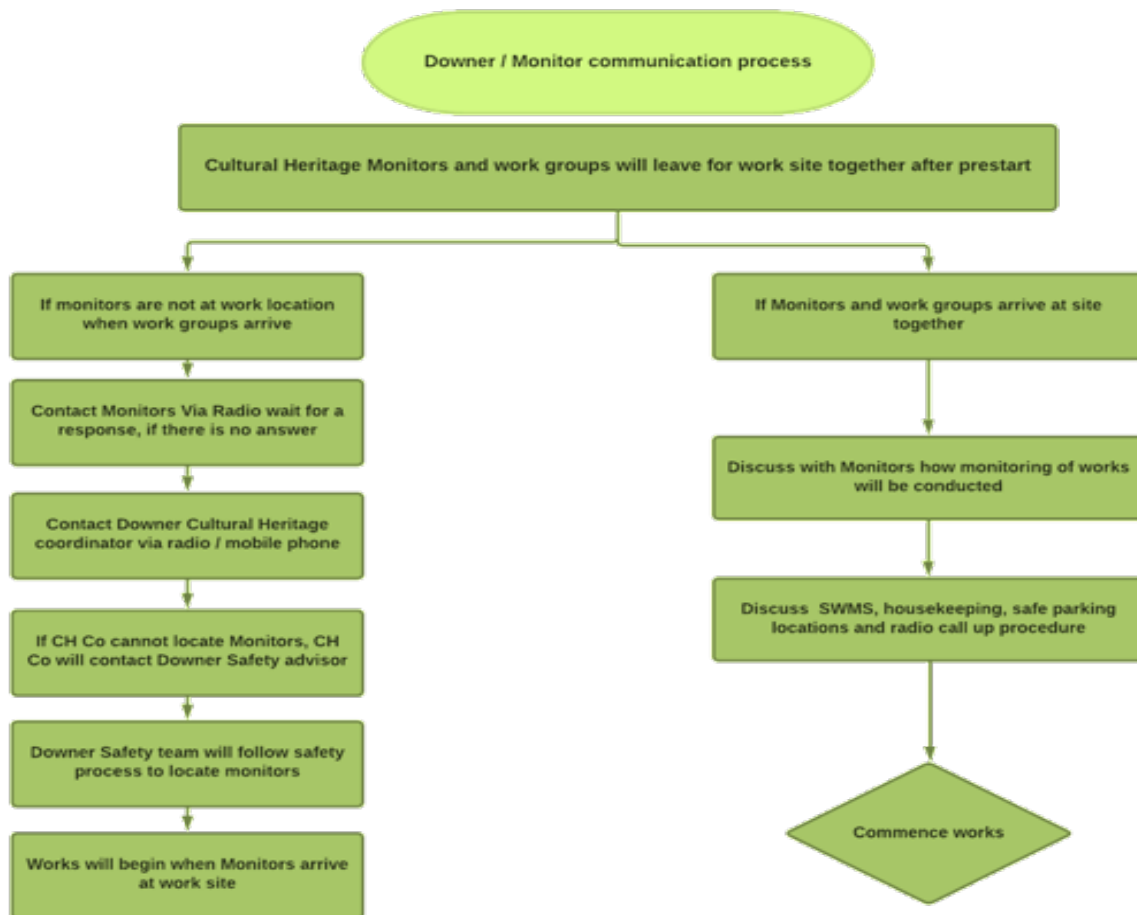 Downer / Monitor communication process
Cultural Heritage Monitors and work groups will leave for work site together after prestart
If monitors are not at work location
when work groups arrive
Contact Monitors Via Radio wait for a
response, if there is no answer
Contact Downer Cultural Heritage
coordinator via radio / mobile phone
If CH Co cannot locate Monitors, CH
Co will contact Downer Safety advisor
Downer Safety team will follow safety
process to locate monitors
Works will begin when Monitors arrive
at work site
If Monitors and work groups arrive at site
together
Discuss with Monitors how monitoring of works
will be conducted
Discuss SWMS, housekeeping, safe parking
locations and radio call up procedure
Commence works